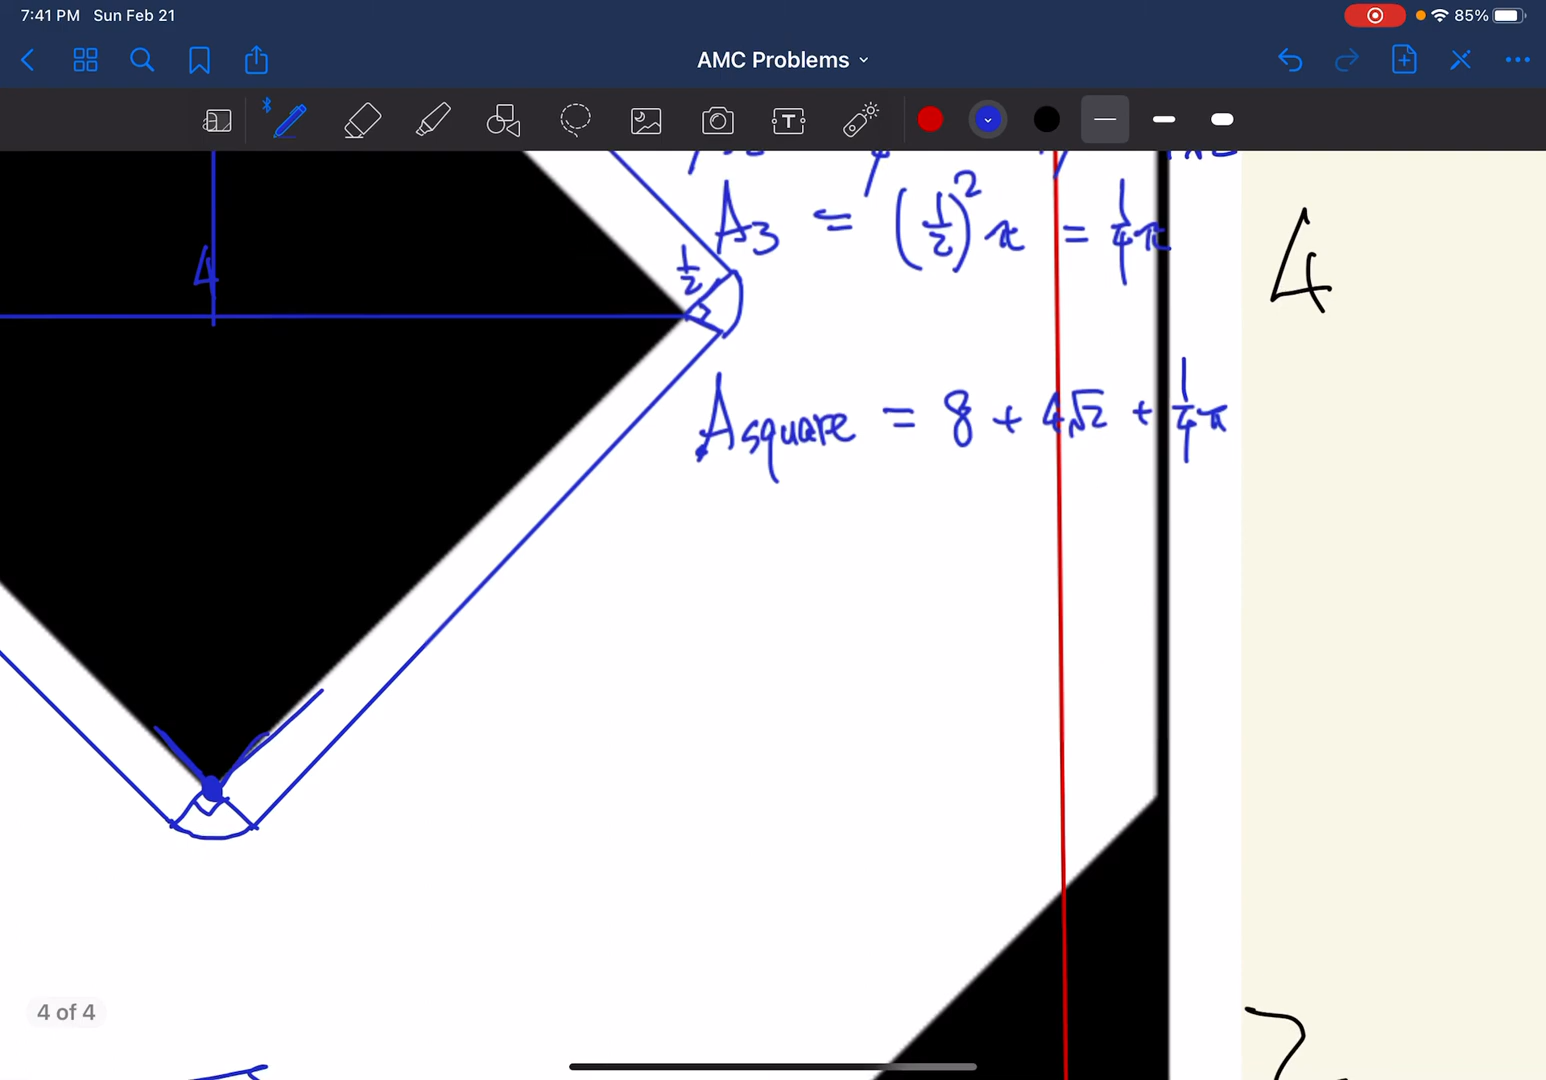 7:41 PM Sun Feb 21
85%
AMC Problems
T
A3 = (1/2)^2 π = 1/4 π
4
1/2
4
A square = 8 + 4√2 + 1/4 π
4 of 4